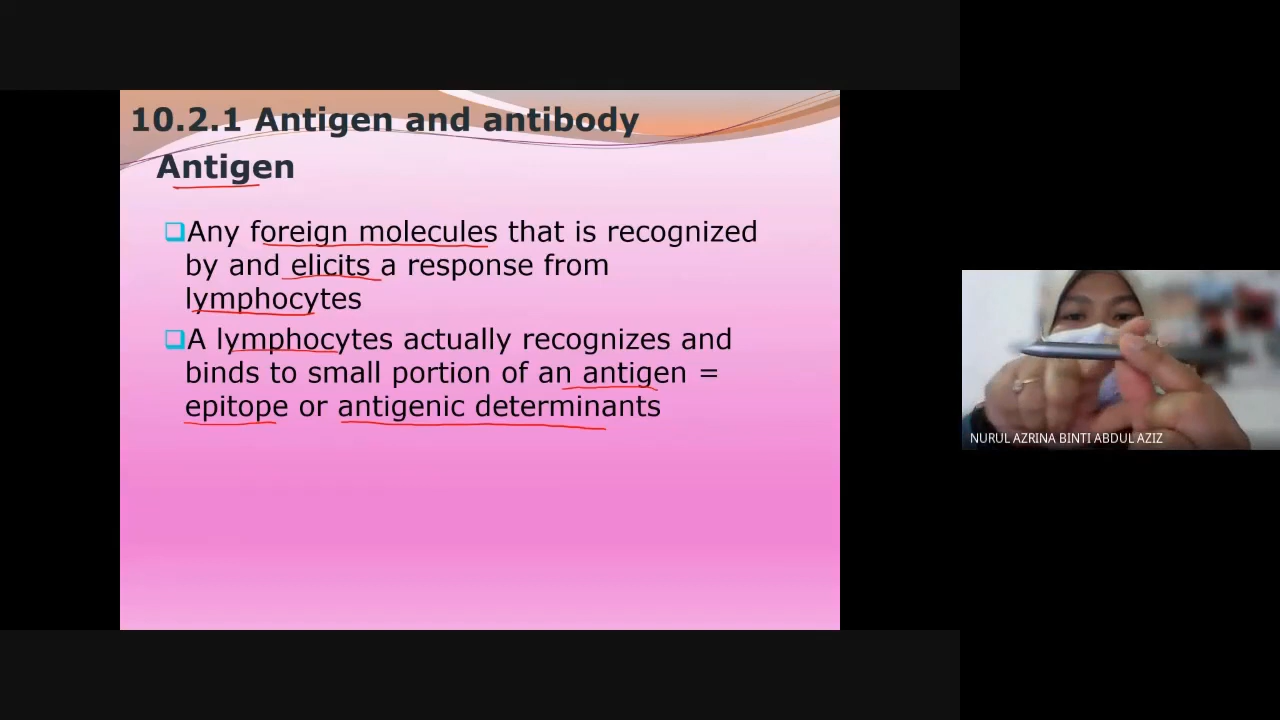 10.2.1 Antigen and antibody
Antigen
Any foreign molecules that is recognized
by and elicits a response from
lymphocytes
A lymphocytes actually recognizes and
binds to small portion of an antigen =
epitope or antigenic determinants
NURUL AZRINA BINTI ABDUL AZIZ